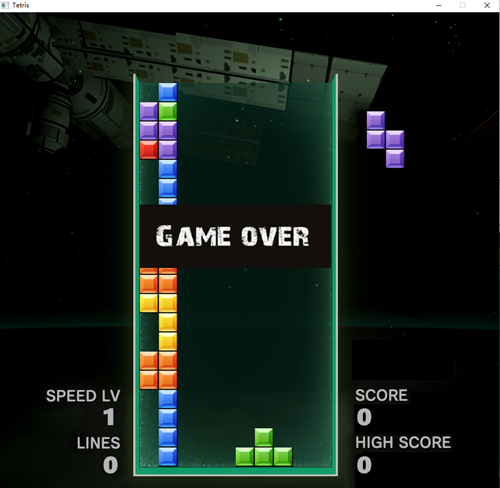 Tetris
GAME OVER
SPEED LV
1
LINES
0
SCORE
0
HIGH SCORE
0